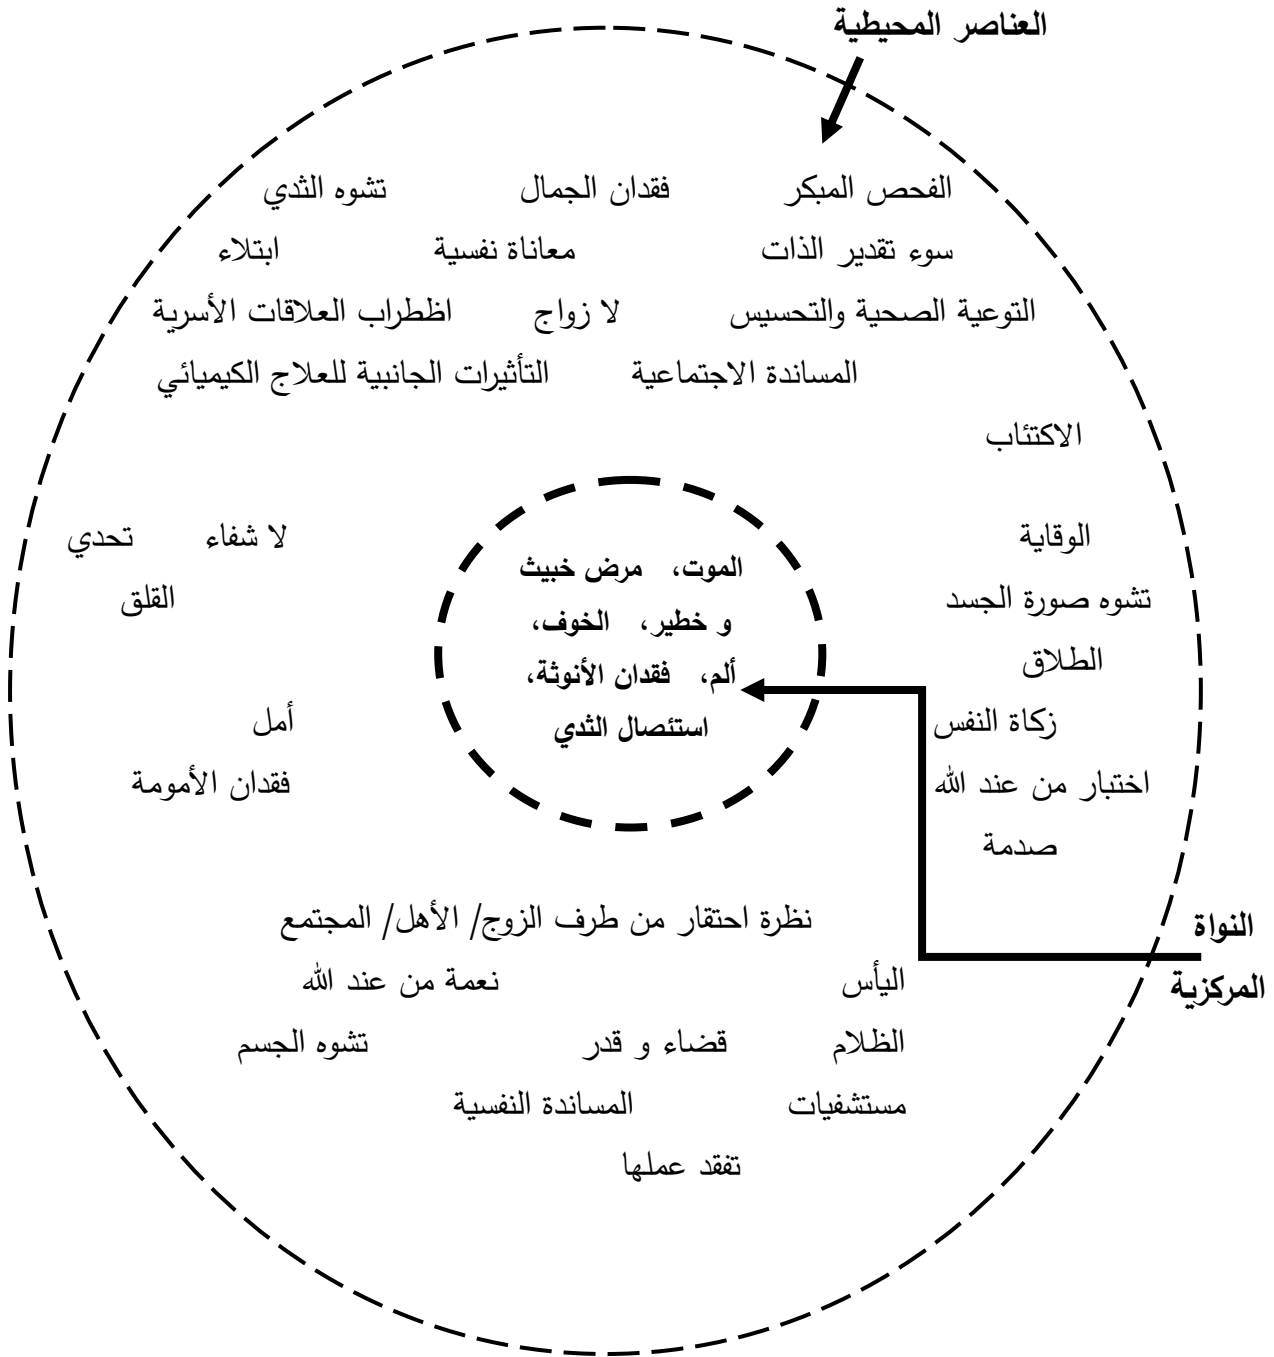 العناصر المحيطية
الفحص المبكر فقدان الجمال تشوه الثدي
سوء تقدير الذات معاناة نفسية ابتلاء
التوعية الصحية والتحسيس لا زواج اظطراب العلاقات الأسرية
المساندة الاجتماعية التأثيرات الجانبية للعلاج الكيميائي
الاكتئاب
الوقاية
لا شفاء تحدي
تشوه صورة الجسد
القلق
الموت، مرض خبيث
و خطير، الخوف،
ألم، فقدان الأنوثة،
استئصال الثدي
الطلاق
زكاة النفس
أمل
اختبار من عند الله
فقدان الأمومة
صدمة
نظرة احتقار من طرف الزوج/ الأهل/ المجتمع
النواة
المركزية
اليأس نعمة من عند الله
الظلام قضاء و قدر تشوه الجسم
مستشفيات المساندة النفسية
تفقد عملها